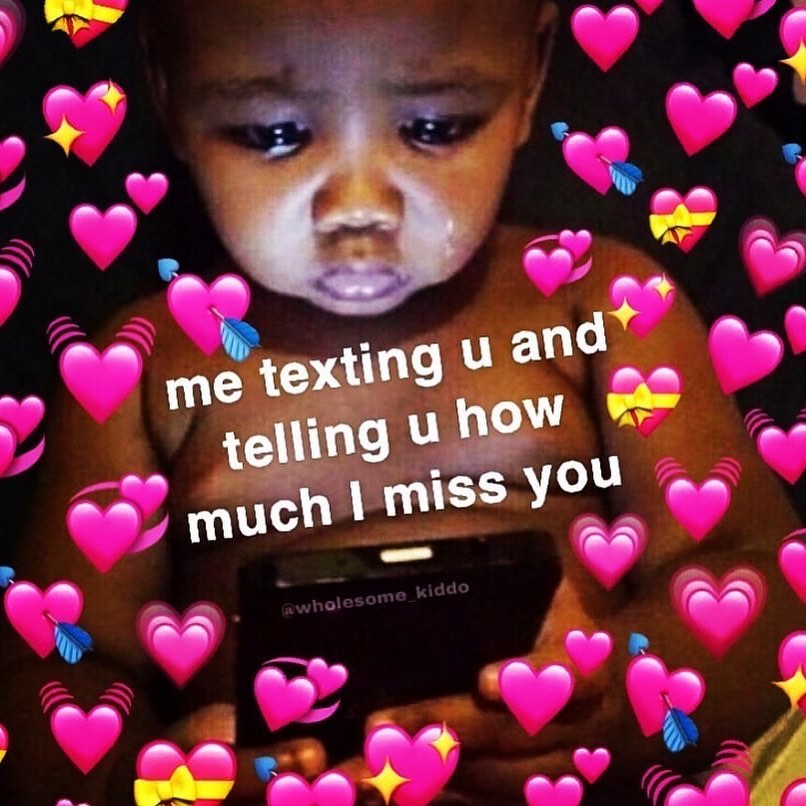 me texting u and
telling u how
much I miss you
@wholesome_kiddo